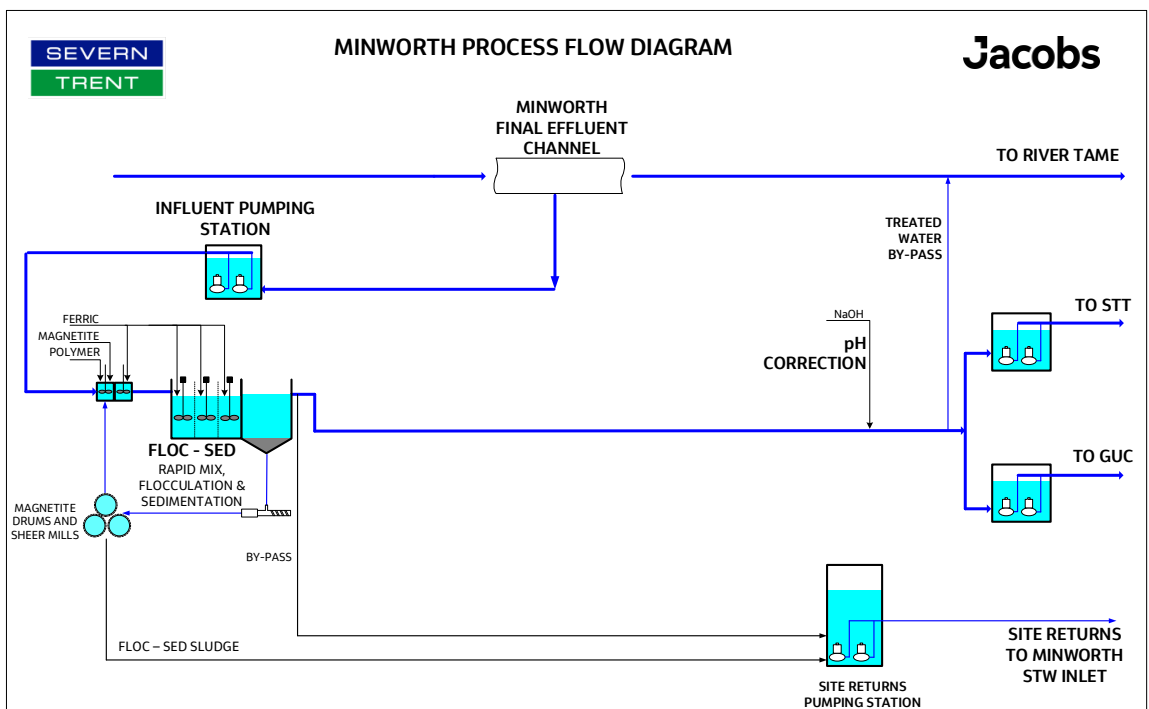 SEVERN
TRENT
MINWORTH PROCESS FLOW DIAGRAM
Jacobs
MINWORTH
FINAL EFFLUENT
CHANNEL
TO RIVER TAME
INFLUENT PUMPING
STATION
TREATED
WATER
BY-PASS
TO STT
FERRIC
MAGNETITE
POLYMER
NaOH
pH
CORRECTION
FLOC - SED
RAPID MIX,
FLOCCULATION &
SEDIMENTATION
TO GUC
MAGNETITE
DRUMS AND
SHEER MILLS
BY-PASS
FLOC – SED SLUDGE
SITE RETURNS
TO MINWORTH
STW INLET
SITE RETURNS
PUMPING STATION